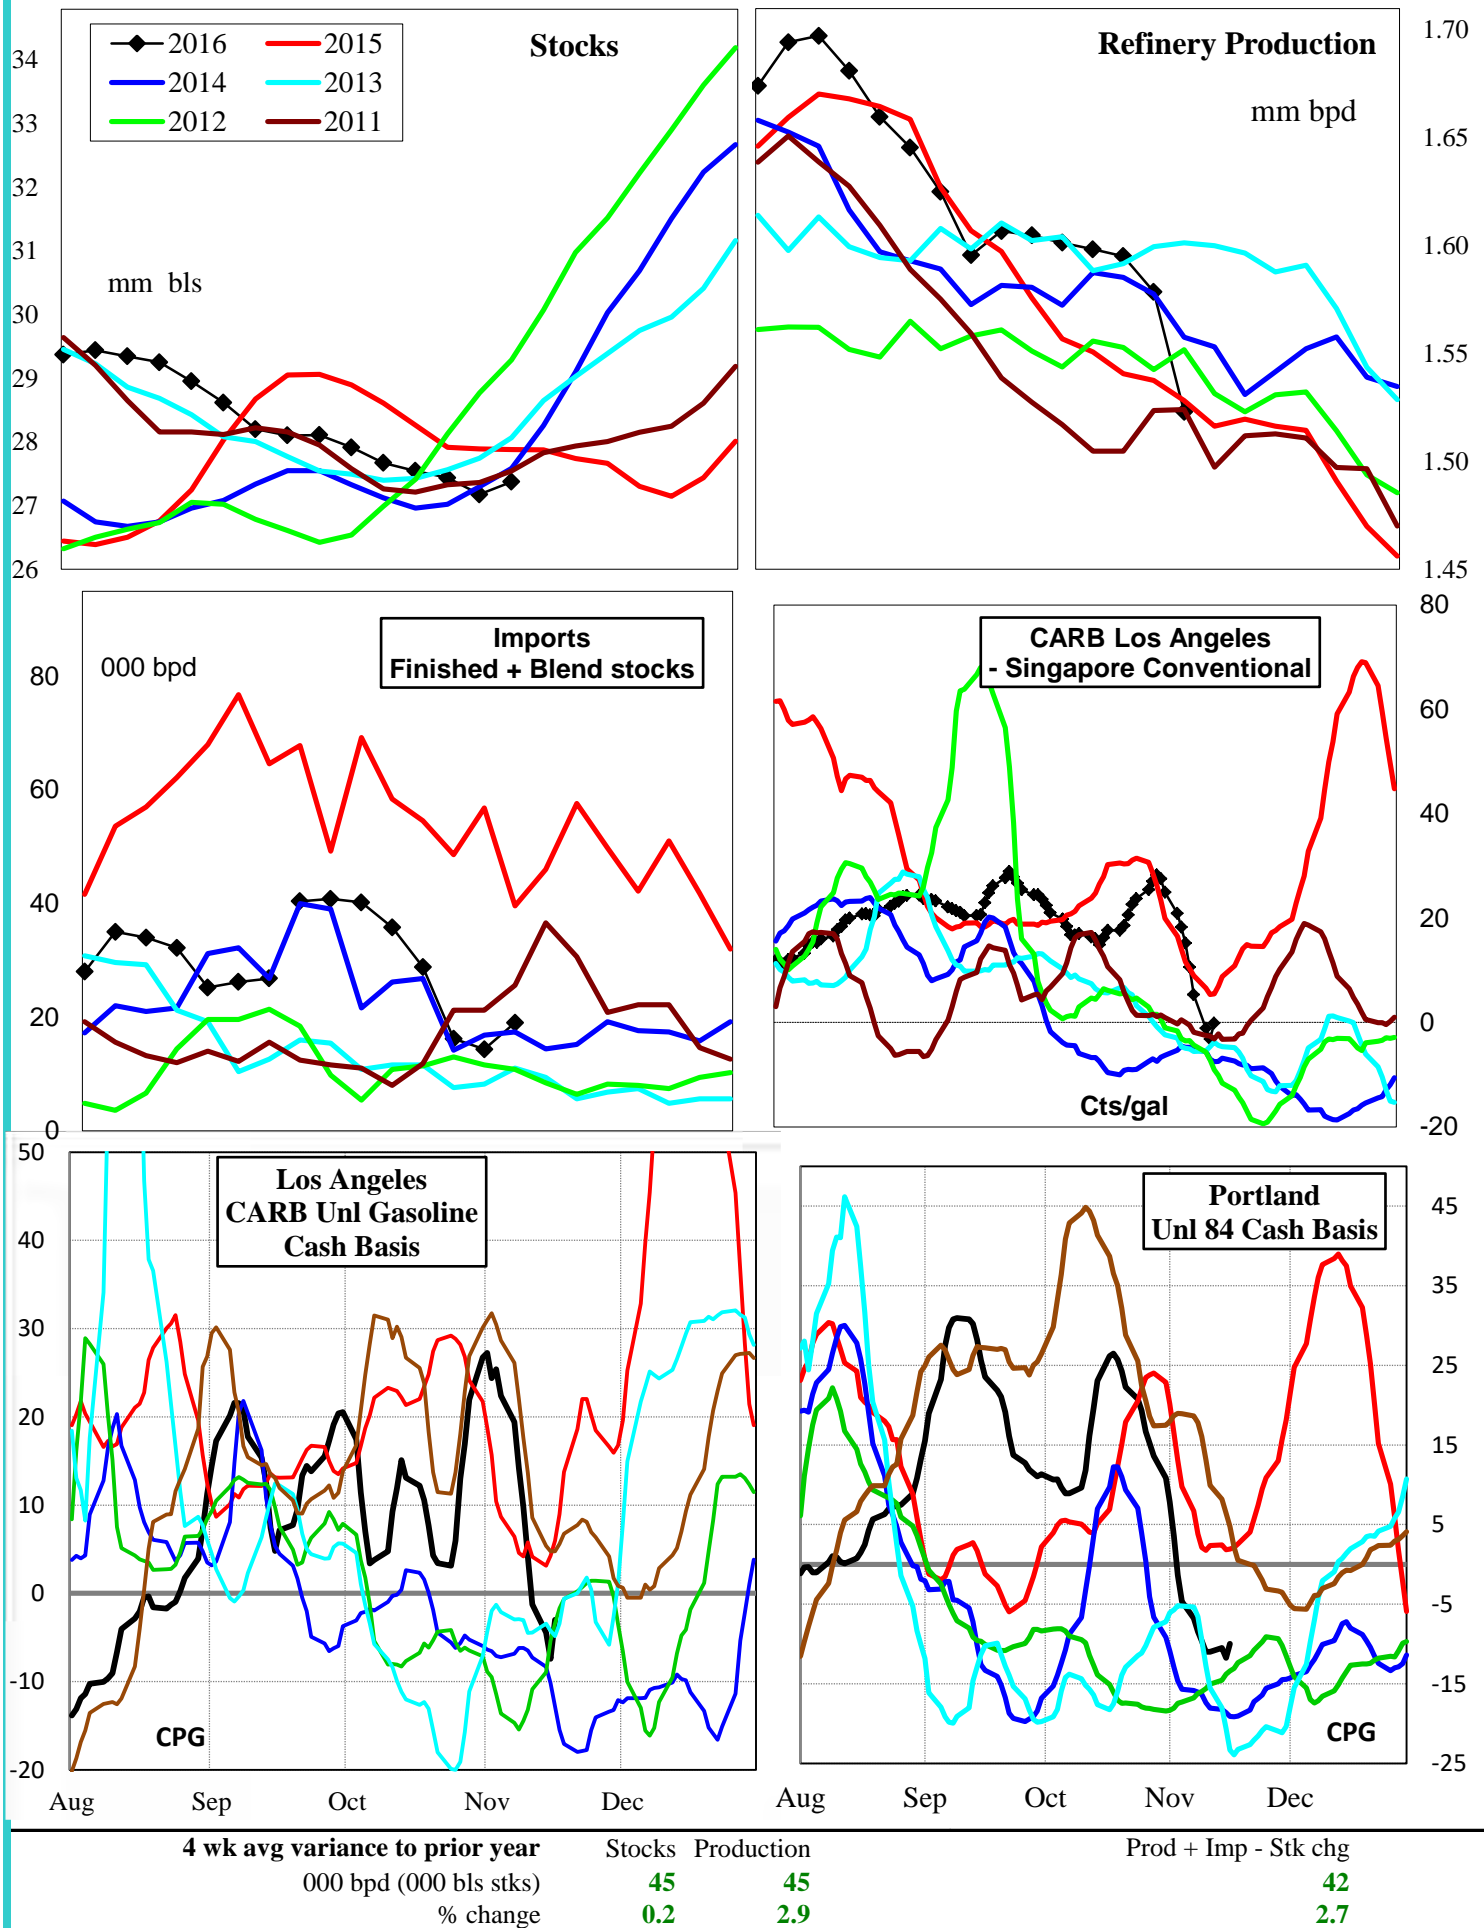 2016 2015
2014 2013
2012 2011
Stocks
mm bls
34
33
32
31
30
29
28
27
26
Refinery Production
mm bpd
1.70
1.65
1.60
1.55
1.50
1.45
Imports
Finished + Blend stocks
000 bpd
80
60
40
20
0
CARB Los Angeles
- Singapore Conventional
80
60
40
20
0
-20
Cts/gal
Los Angeles
CARB Unl Gasoline
Cash Basis
50
40
30
20
10
0
-10
-20
CPG
Aug Sep Oct Nov Dec
Portland
Unl 84 Cash Basis
45
35
25
15
5
-5
-15
-25
CPG
Aug Sep Oct Nov Dec
4 wk avg variance to prior year Stocks Production Prod + Imp - Stk chg
000 bpd (000 bls stks) 45 45 42
% change 0.2 2.9 2.7